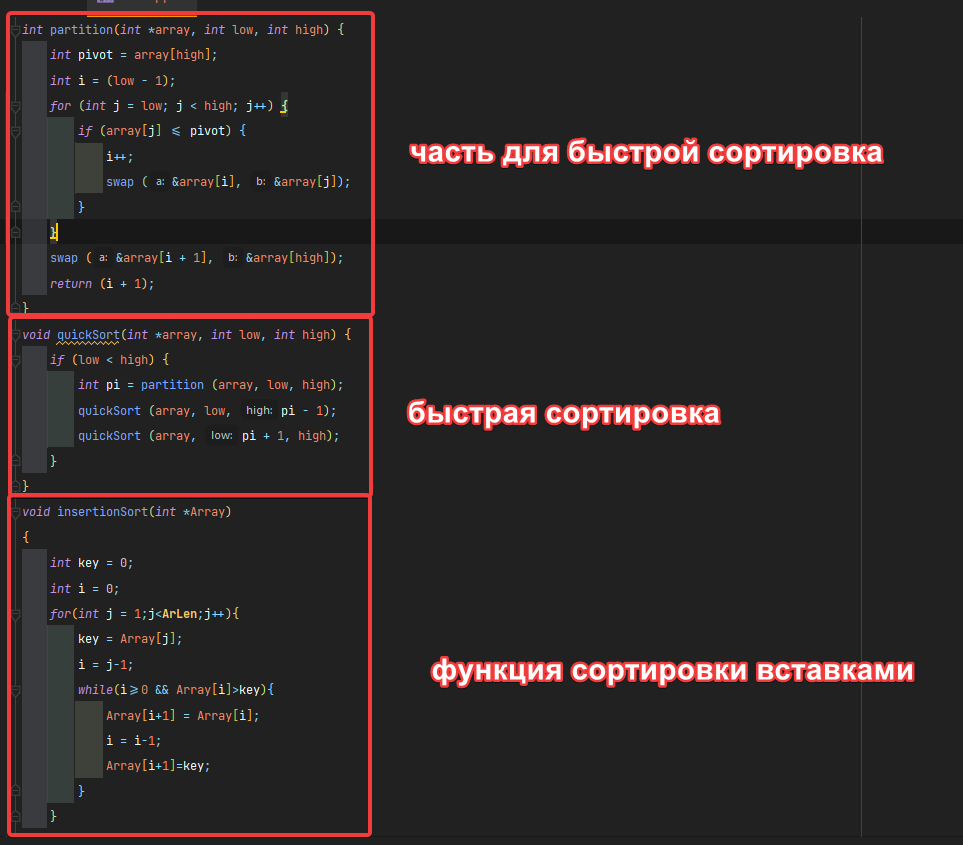 int partition(int *array, int low, int high) {
int pivot = array[high];
int i = (low - 1);
for (int j = low; j < high; j++) {
if (array[j] ⩽ pivot) {
i++;
swap ( a: &array[i], b: &array[j]);
}
}
swap ( a: &array[i + 1], b: &array[high]);
return (i + 1);
}
часть для быстрой сортировка
void quickSort(int *array, int low, int high) {
if (low < high) {
int pi = partition (array, low, high);
quickSort (array, low, high: pi - 1);
quickSort (array, low: pi + 1, high);
}
}
быстрая сортировка
void insertionSort(int *Array)
{
int key = 0;
int i = 0;
for(int j = 1;j<ArLen;j++){
key = Array[j];
i = j-1;
while(i⩾0 && Array[i]>key){
Array[i+1] = Array[i];
i = i-1;
Array[i+1]=key;
}
}
функция сортировки вставками